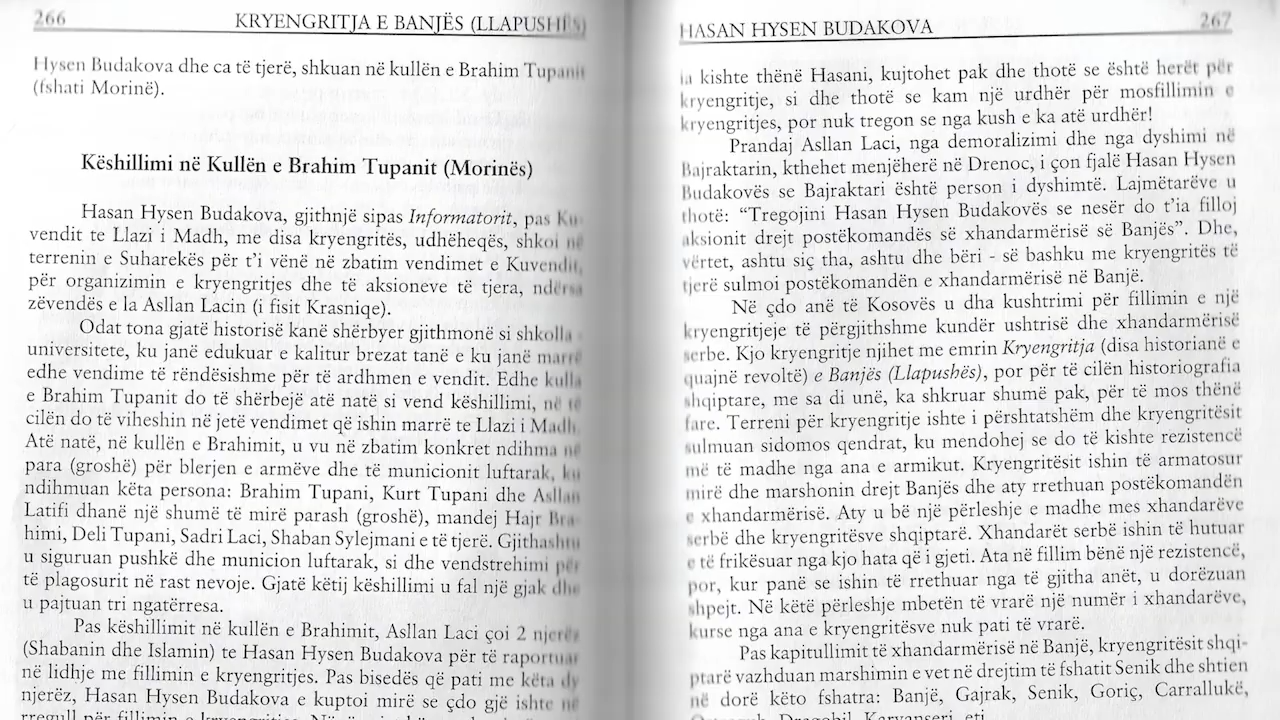 266
KRYENGRITJA E BANJËS (LLAPUSHËS)
Hysen Budakova dhe ca të tjerë, shkuan në kullën e Brahim Tupanit
(fshati Morinë).
Këshillimi në Kullën e Brahim Tupanit (Morinës)
Hasan Hysen Budakova, gjithnjë sipas Informatorit, pas Ku-
vendit te Llazi i Madh, me disa kryengritës, udhëheqës, shkoi në
terrenin e Suharekës për t'i vënë në zbatim vendimet e Kuvendit,
për organizimin e kryengritjes dhe të aksioneve të tjera, ndërsa
zëvendës e la Asllan Lacin (i fisit Krasniqe).
Odat tona gjatë historisë kanë shërbyer gjithmonë si shkolla -
universitete, ku janë edukuar e kalitur brezat tanë e ku janë marrë
edhe vendime të rëndësishme për të ardhmen e vendit. Edhe kulla
e Brahim Tupanit do të shërbejë atë natë si vend këshillimi, në të
cilën do të viheshin në jetë vendimet që ishin marrë te Llazi i Madh.
Atë natë, në kullën e Brahimit, u vu në zbatim konkret ndihma në
para (groshë) për blerjen e armëve dhe të municionit luftarak, ku
ndihmuan këta persona: Brahim Tupani, Kurt Tupani dhe Asllan
Latifi dhanë një shumë të mirë parash (groshë), mandej Hajr Bra-
himi, Deli Tupani, Sadri Laci, Shaban Sylejmani e të tjerë. Gjithashtu
u siguruan pushkë dhe municion luftarak, si dhe vendstrehimi për
të plagosurit në rast nevoje. Gjatë këtij këshillimi u fal një gjak dhe
u pajtuan tri ngatërresa.
Pas këshillimit në kullën e Brahimit, Asllan Laci çoi 2 njerëz
(Shabanin dhe Islamin) te Hasan Hysen Budakova për të raportuar
në lidhje me fillimin e kryengritjes. Pas bisedës që pati me këta dy
njerëz, Hasan Hysen Budakova e kuptoi mirë se çdo gjë ishte në
rregull për fillimin e kryengritjes.
HASAN HYSEN BUDAKOVA
267
ia kishte thënë Hasani, kujtohet pak dhe thotë se është herët për
kryengritje, si dhe thotë se kam një urdhër për mosfillimin e
kryengritjes, por nuk tregon se nga kush e ka atë urdhër!
Prandaj Asllan Laci, nga demoralizimi dhe nga dyshimi në
Bajraktarin, kthehet menjëherë në Drenoc, i çon fjalë Hasan Hysen
Budakovës se Bajraktari është person i dyshimtë. Lajmëtarëve u
thotë: “Tregojini Hasan Hysen Budakovës se nesër do t'ia filloj
aksionit drejt postëkomandës së xhandarmërisë së Banjës”. Dhe,
vërtet, ashtu siç tha, ashtu dhe bëri - së bashku me kryengritës të
tjerë sulmoi postëkomandën e xhandarmërisë në Banjë.
Në çdo anë të Kosovës u dha kushtrimi për fillimin e një
kryengritjeje të përgjithshme kundër ushtrisë dhe xhandarmërisë
serbe. Kjo kryengritje njihet me emrin Kryengritja (disa historianë e
quajnë revoltë) e Banjës (Llapushës), por për të cilën historiografia
shqiptare, me sa di unë, ka shkruar shumë pak, për të mos thënë
fare. Terreni për kryengritje ishte i përshtatshëm dhe kryengritësit
sulmuan sidomos qendrat, ku mendohej se do të kishte rezistencë
më të madhe nga ana e armikut. Kryengritësit ishin të armatosur
mirë dhe marshonin drejt Banjës dhe aty rrethuan postëkomandën
e xhandarmërisë. Aty u bë një përleshje e madhe mes xhandarëve
serbë dhe kryengritësve shqiptarë. Xhandarët serbë ishin të hutuar
e të frikësuar nga kjo hata që i gjeti. Ata në fillim bënë një rezistencë,
por, kur panë se ishin të rrethuar nga të gjitha anët, u dorëzuan
shpejt. Në këtë përleshje mbetën të vrarë një numër i xhandarëve,
kurse nga ana e kryengritësve nuk pati të vrarë.
Pas kapitullimit të xhandarmërisë në Banjë, kryengritësit shqi-
ptarë vazhduan marshimin e vet në drejtim të fshatit Senik dhe shtien
në dorë këto fshatra: Banjë, Gajrak, Senik, Goriç, Carrallukë,
Dragobil, Karvanseri, etj.